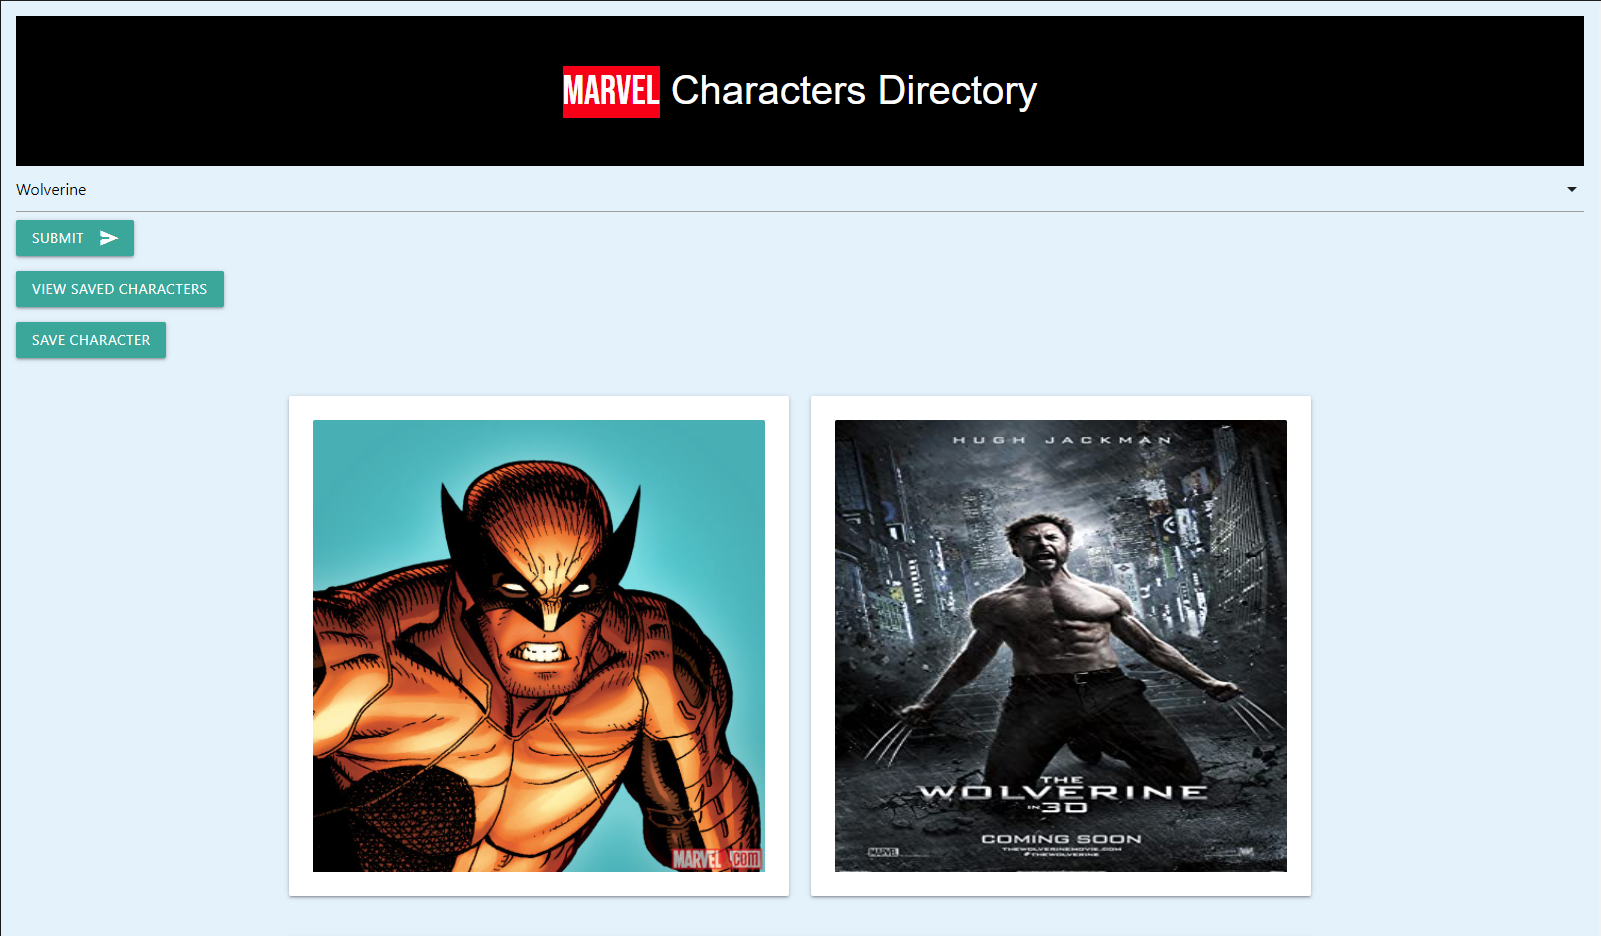 MARVEL Characters Directory
Wolverine
SUBMIT
VIEW SAVED CHARACTERS
SAVE CHARACTER
MARVEL .com
HUGH JACKMAN
THE
WOLVERINE
IN 3D
COMING SOON
THEWOLVERINEMOVIE.COM
#THEWOLVERINE
MARVEL